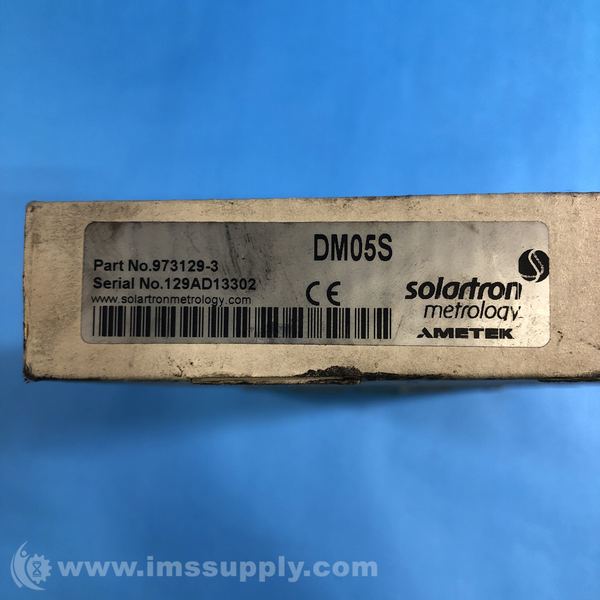 DM05S
Part No.973129-3
Serial No.129AD13302
www.solartronmetrology.com
CE
solartron
metrology
AMETEK
www.imssupply.com